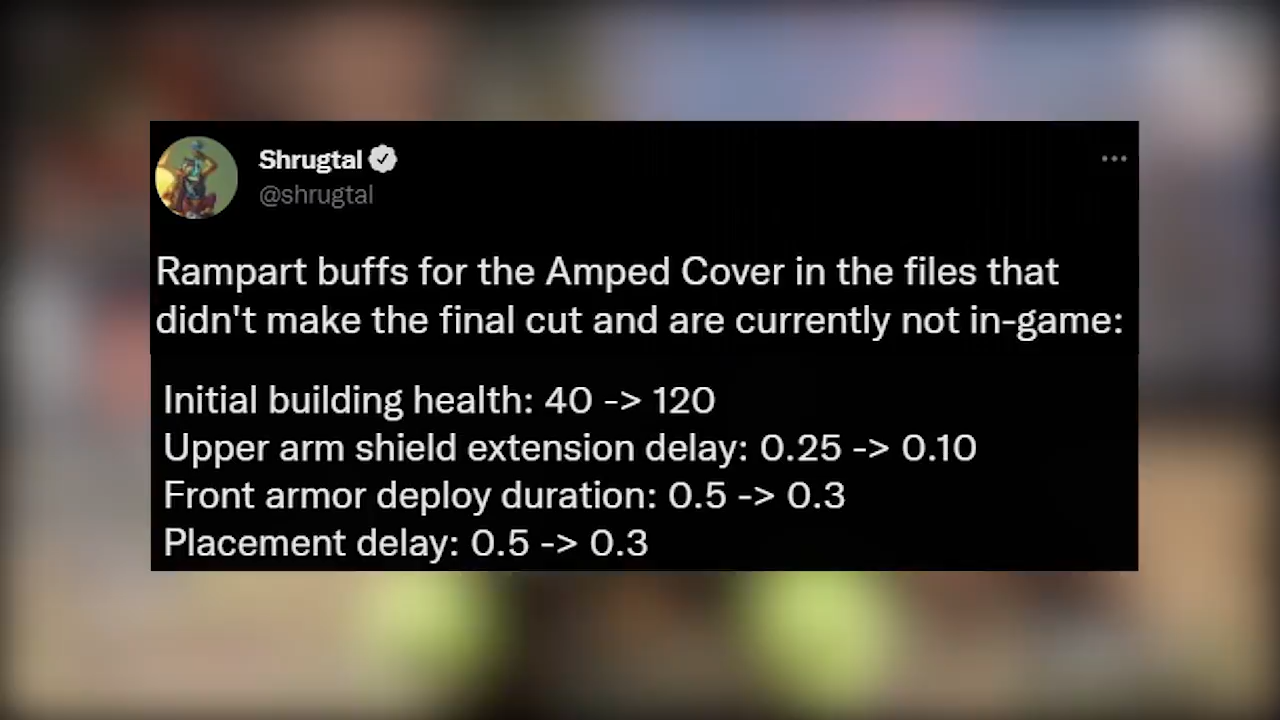 Shrugtal
@shrugtal
Rampart buffs for the Amped Cover in the files that
didn't make the final cut and are currently not in-game:
Initial building health: 40 -> 120
Upper arm shield extension delay: 0.25 -> 0.10
Front armor deploy duration: 0.5 -> 0.3
Placement delay: 0.5 -> 0.3